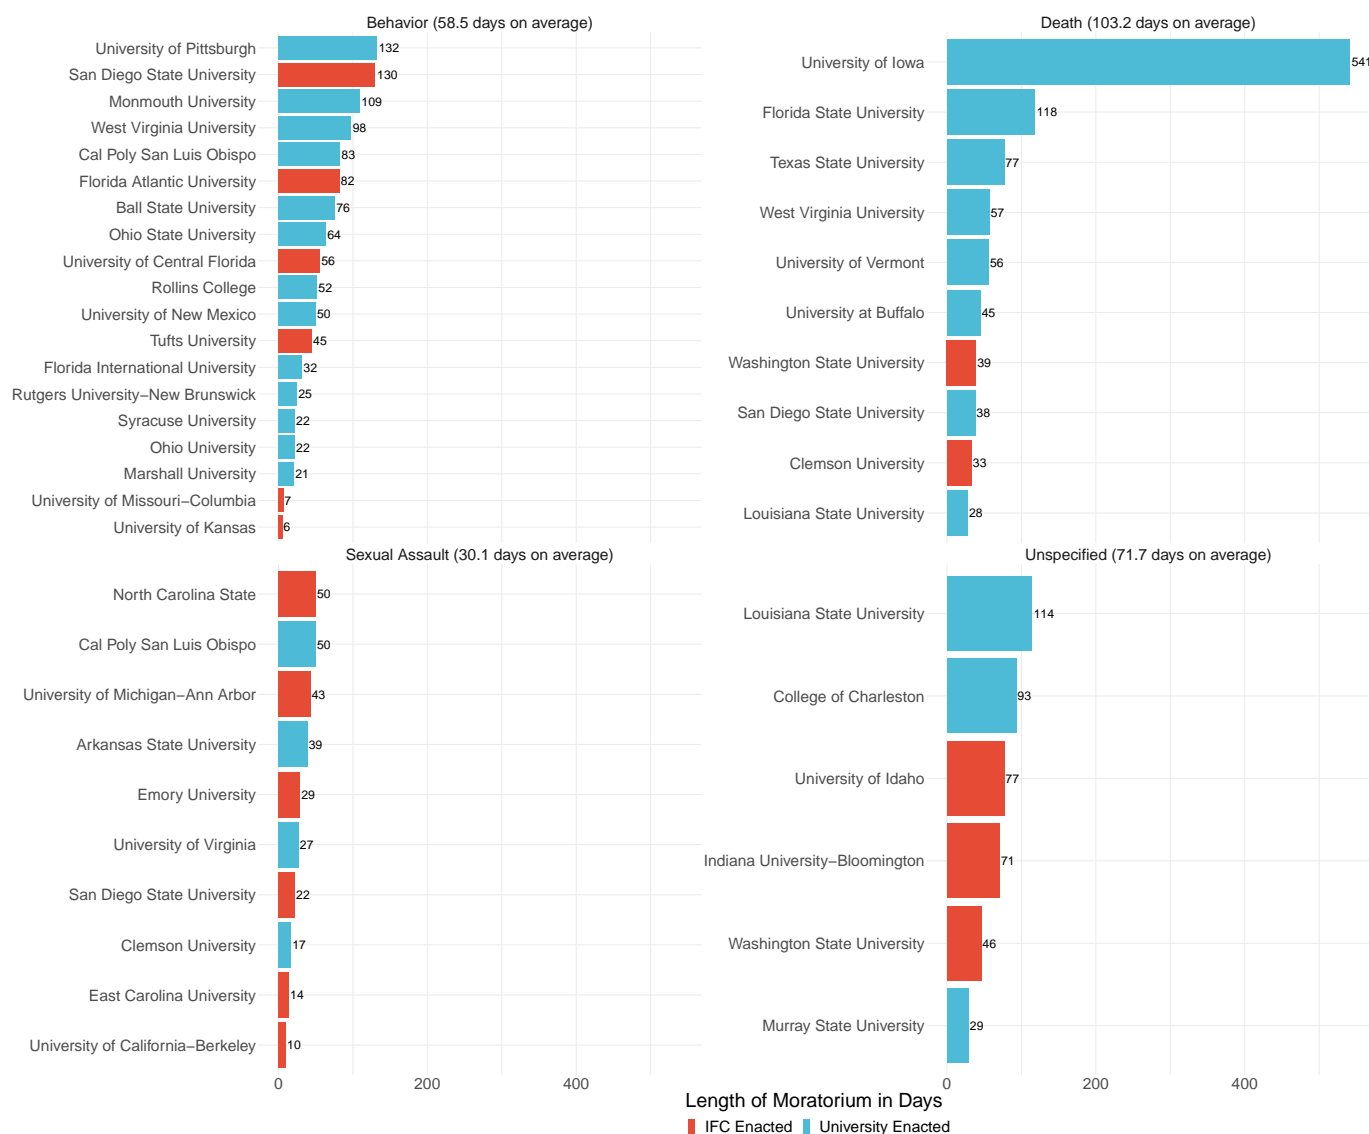 Behavior (58.5 days on average)
University of Pittsburgh 132
San Diego State University 130
Monmouth University 109
West Virginia University 98
Cal Poly San Luis Obispo 83
Florida Atlantic University 82
Ball State University 76
Ohio State University 64
University of Central Florida 56
Rollins College 52
University of New Mexico 50
Tufts University 45
Florida International University 32
Rutgers University−New Brunswick 25
Syracuse University 22
Ohio University 22
Marshall University 21
University of Missouri−Columbia 7
University of Kansas 6
Death (103.2 days on average)
University of Iowa 541
Florida State University 118
Texas State University 77
West Virginia University 57
University of Vermont 56
University at Buffalo 45
Washington State University 39
San Diego State University 38
Clemson University 33
Louisiana State University 28
Sexual Assault (30.1 days on average)
North Carolina State 50
Cal Poly San Luis Obispo 50
University of Michigan−Ann Arbor 43
Arkansas State University 39
Emory University 29
University of Virginia 27
San Diego State University 22
Clemson University 17
East Carolina University 14
University of California−Berkeley 10
0 200 400
Unspecified (71.7 days on average)
Louisiana State University 114
College of Charleston 93
University of Idaho 77
Indiana University−Bloomington 71
Washington State University 46
Murray State University 29
0 200 400
Length of Moratorium in Days
IFC Enacted University Enacted